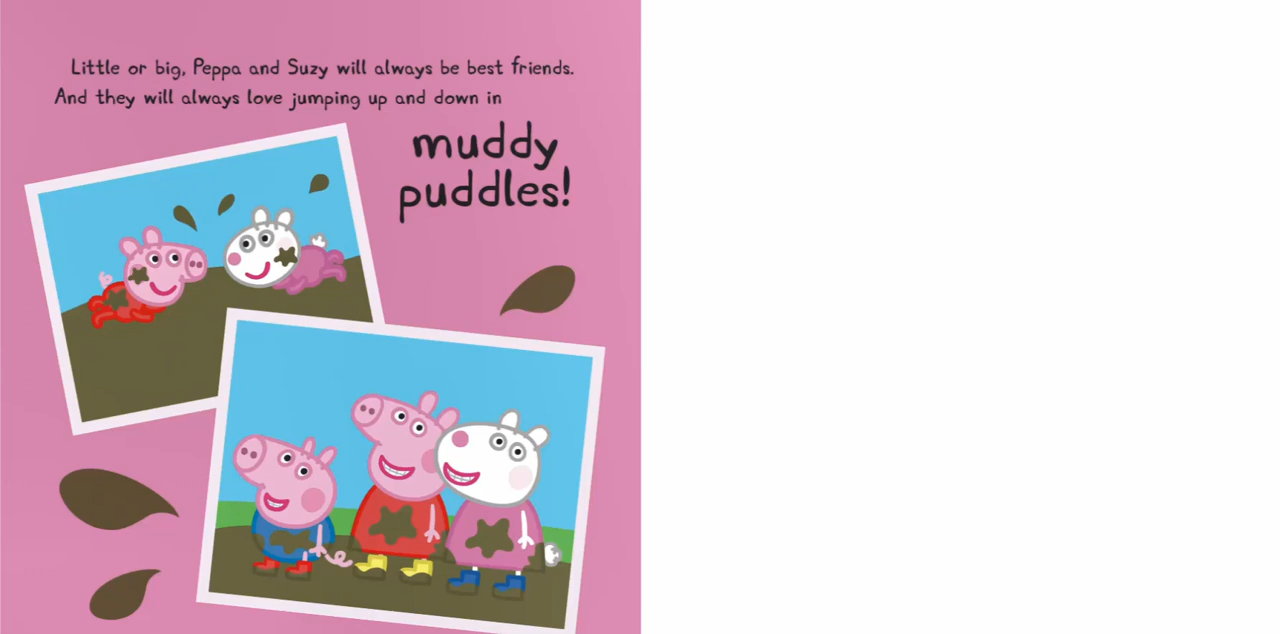 Little or big, Peppa and Suzy will always be best friends.
And they will always love jumping up and down in
muddy
puddles!